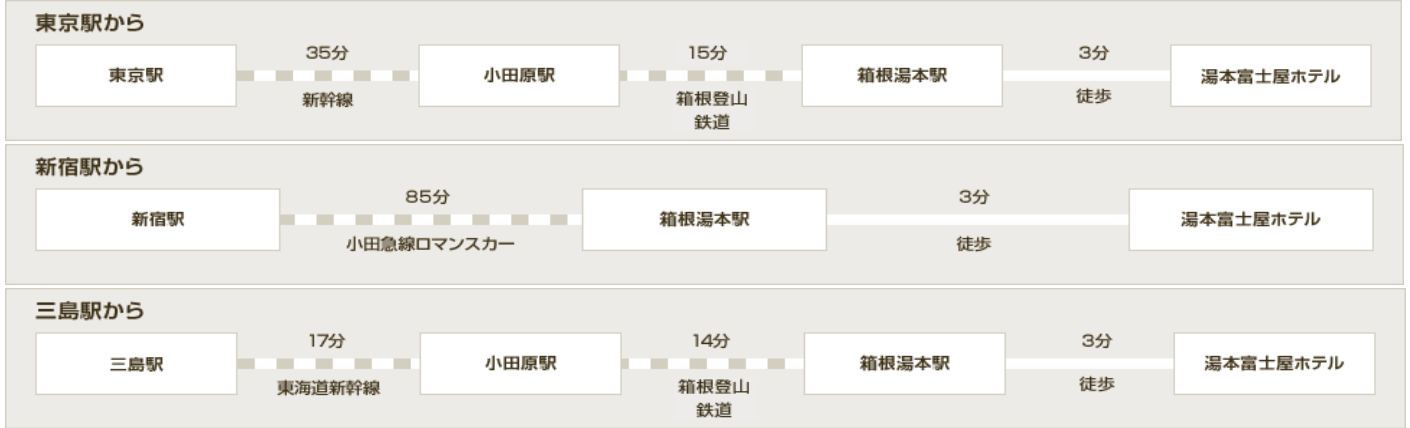 東京駅から
35分 15分 3分
東京駅 小田原駅 箱根湯本駅 湯本富士屋ホテル
新幹線 箱根登山 徒歩
鉄道
新宿駅から
85分 3分
新宿駅 箱根湯本駅 湯本富士屋ホテル
小田急線ロマンスカー 徒歩
三島駅から
17分 14分 3分
三島駅 小田原駅 箱根湯本駅 湯本富士屋ホテル
東海道新幹線 箱根登山 徒歩
鉄道